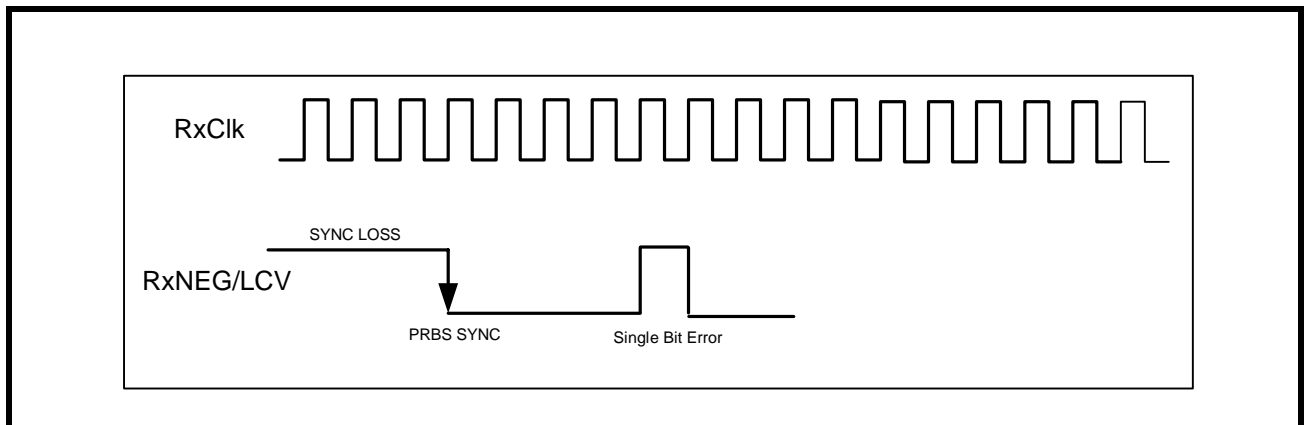 RxClk
SYNC LOSS
RxNEG/LCV
PRBS SYNC
Single Bit Error